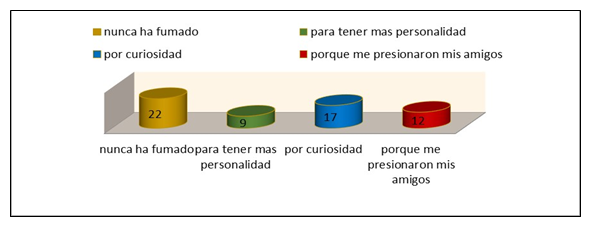 nunca ha fumado
para tener mas personalidad
por curiosidad
porque me presionaron mis amigos
22
9
17
12
nunca ha fumado
para tener mas
personalidad
por curiosidad
porque me
presionaron mis
amigos